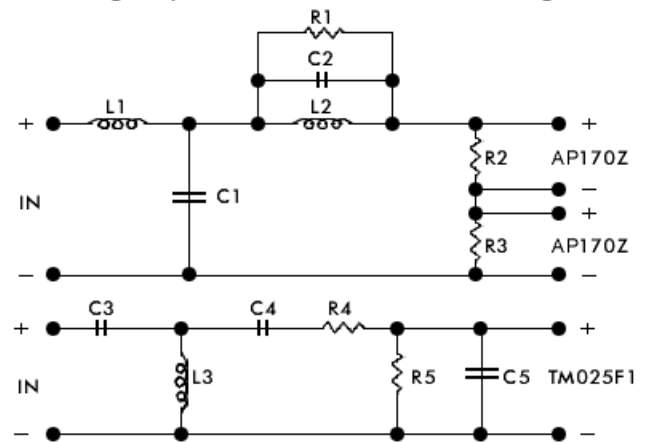 R1
C2
L1
L2
+
+
R2
AP170Z
C1
−
IN
+
R3
AP170Z
−
−
C3
C4
R4
+
+
L3
R5
C5
TM025F1
IN
−
−